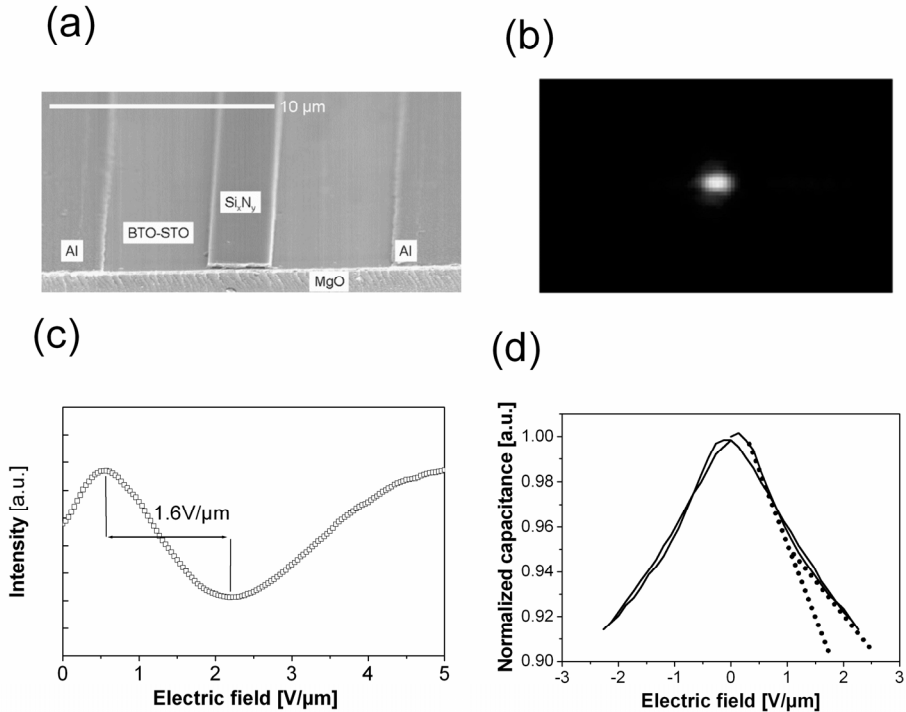 (a)
10 µm
SiₓNᵧ
BTO-STO
Al
Al
MgO
(b)
(c)
Intensity [a.u.]
1.6V/µm
0 1 2 3 4 5
Electric field [V/µm]
(d)
Normalized capacitance [a.u.]
1.00
0.98
0.96
0.94
0.92
0.90
-3 -2 -1 0 1 2 3
Electric field [V/µm]